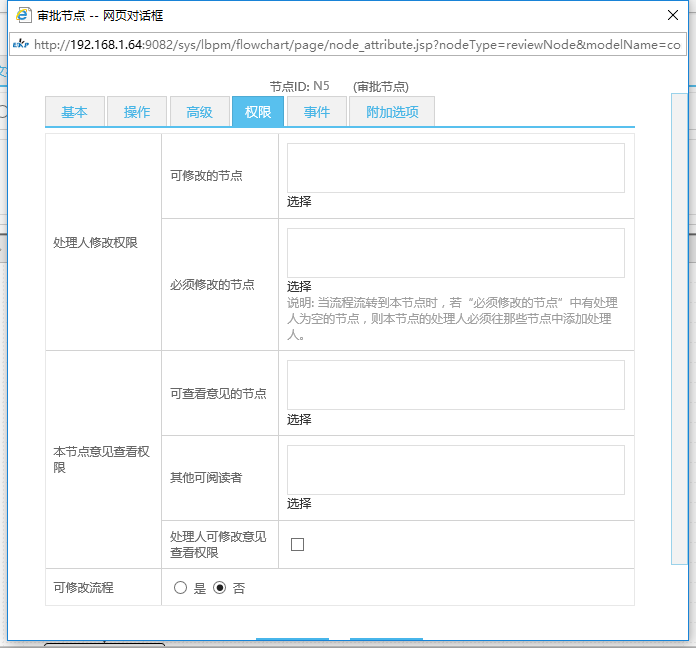 审批节点 -- 网页对话框
http://192.168.1.64:9082/sys/lbpm/flowchart/page/node_attribute.jsp?nodeType=reviewNode&modelName=co
节点ID: N5 (审批节点)
基本 操作 高级 权限 事件 附加选项
处理人修改权限
可修改的节点
选择
必须修改的节点
选择
说明: 当流程流转到本节点时，若“必须修改的节点”中有处理
人为空的节点，则本节点的处理人必须往那些节点中添加处理
人。
本节点意见查看权
限
可查看意见的节点
选择
其他可阅读者
选择
处理人可修改意见
查看权限
可修改流程
是 否